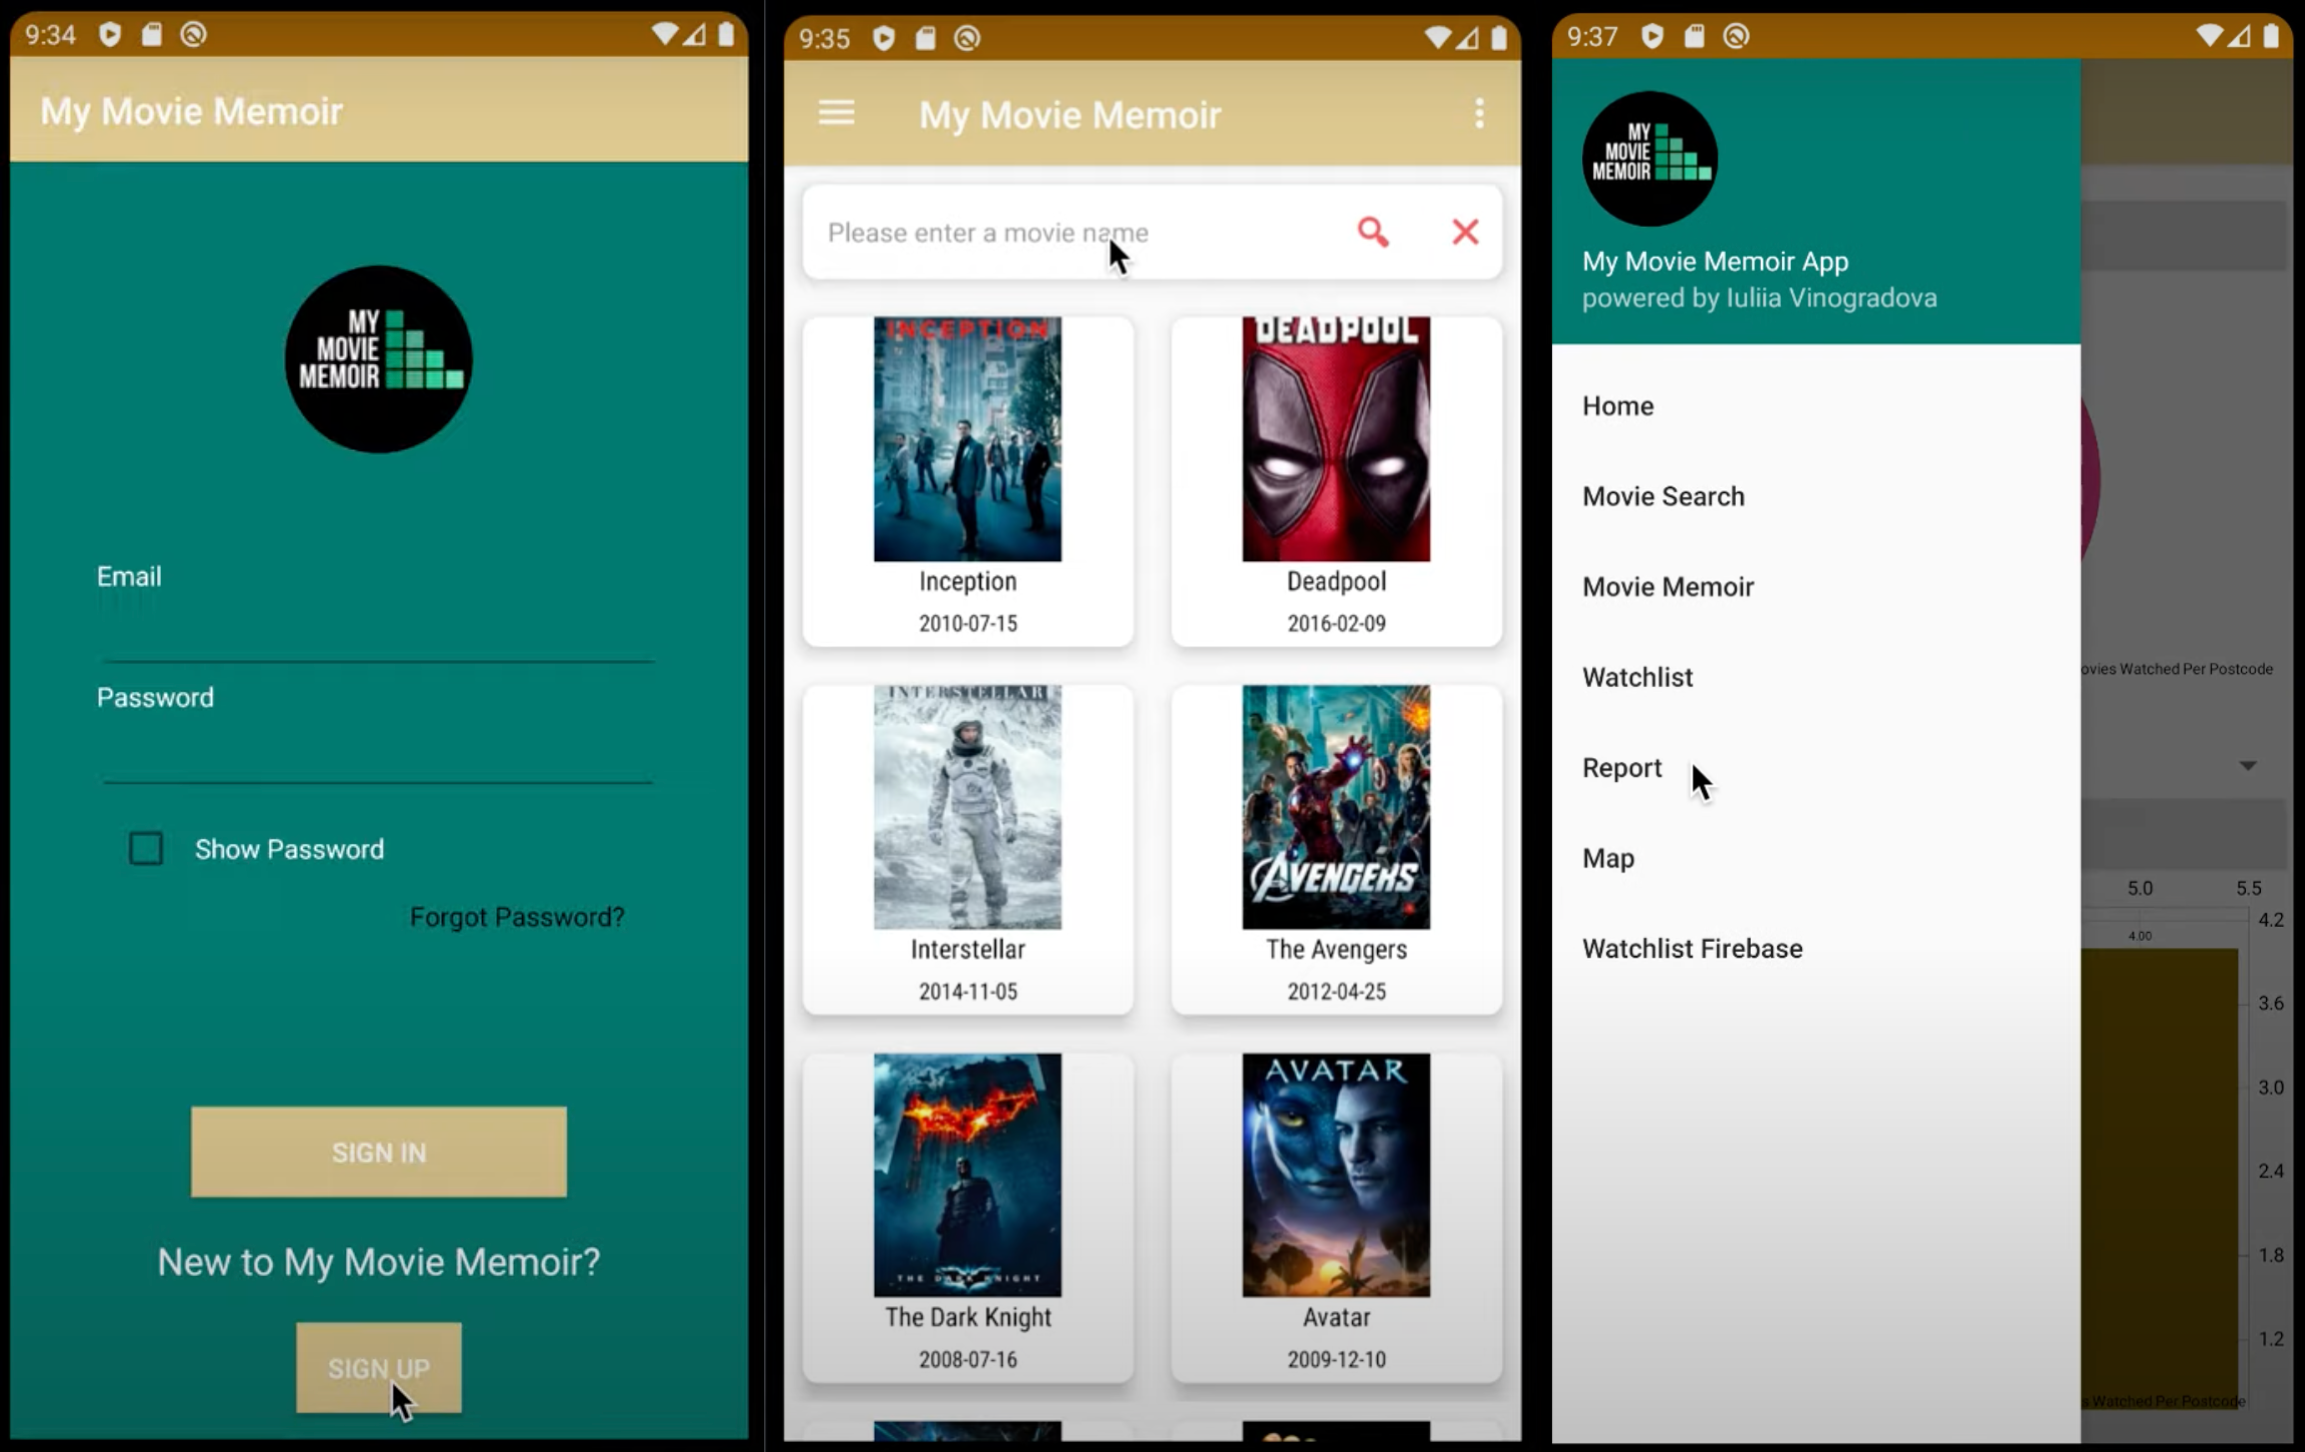 9:34
My Movie Memoir
MY
MOVIE
MEMOIR
Email
Password
Show Password
Forgot Password?
SIGN IN
New to My Movie Memoir?
SIGN UP
9:35
My Movie Memoir
Please enter a movie name
INCEPTION
DEADPOOL
Inception
Deadpool
2010-07-15
2016-02-09
INTERSTELLAR
AVENGERS
Interstellar
The Avengers
2014-11-05
2012-04-25
AVATAR
THE DARK KNIGHT
The Dark Knight
Avatar
2008-07-16
2009-12-10
9:37
MY
MOVIE
MEMOIR
My Movie Memoir App
powered by Iuliia Vinogradova
Home
Movie Search
Movie Memoir
Watchlist
Report
Map
Watchlist Firebase
ovies Watched Per Postcode
5.0 5.5
4.2
4.00
3.6
3.0
2.4
1.8
1.2
s Watched Per Postcode